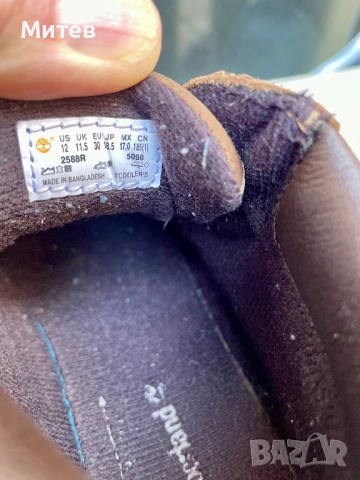 Митев
US UK EU JP MX CN
12 11.5 30 18.5 17.0 185(1)
2588R 5098
MADE IN BANGLADESH TODDLER'S
BAZAR